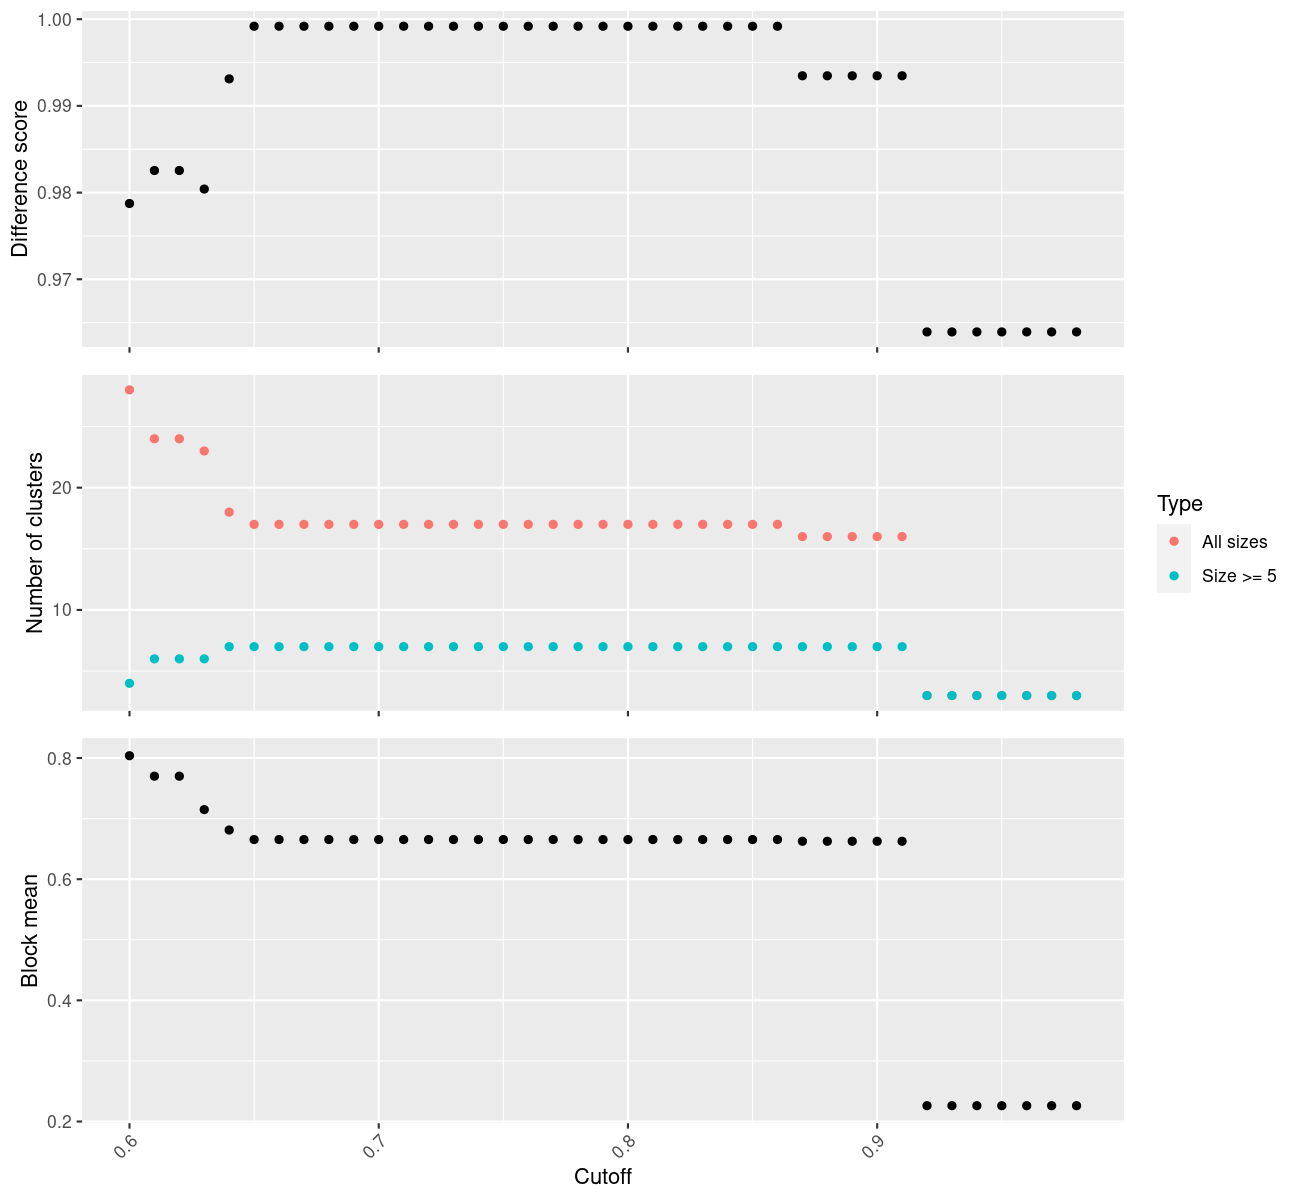 Difference score
1.00
0.99
0.98
0.97
Number of clusters
20
10
Type
All sizes
Size >= 5
Block mean
0.8
0.6
0.4
0.2
0.6
0.7
0.8
0.9
Cutoff